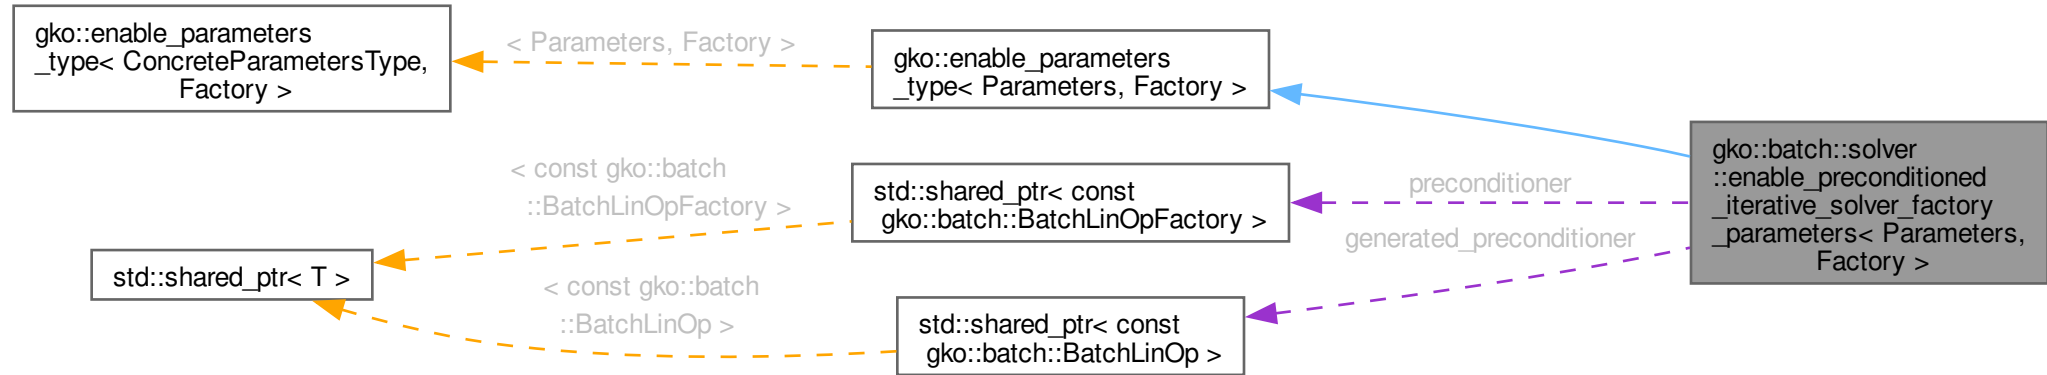 gko::enable_parameters
_type< ConcreteParametersType,
Factory >
< Parameters, Factory >
gko::enable_parameters
_type< Parameters, Factory >
gko::batch::solver
::enable_preconditioned
_iterative_solver_factory
_parameters< Parameters,
Factory >
< const gko::batch
::BatchLinOpFactory >
std::shared_ptr< const
gko::batch::BatchLinOpFactory >
preconditioner
generated_preconditioner
std::shared_ptr< T >
< const gko::batch
::BatchLinOp >
std::shared_ptr< const
gko::batch::BatchLinOp >